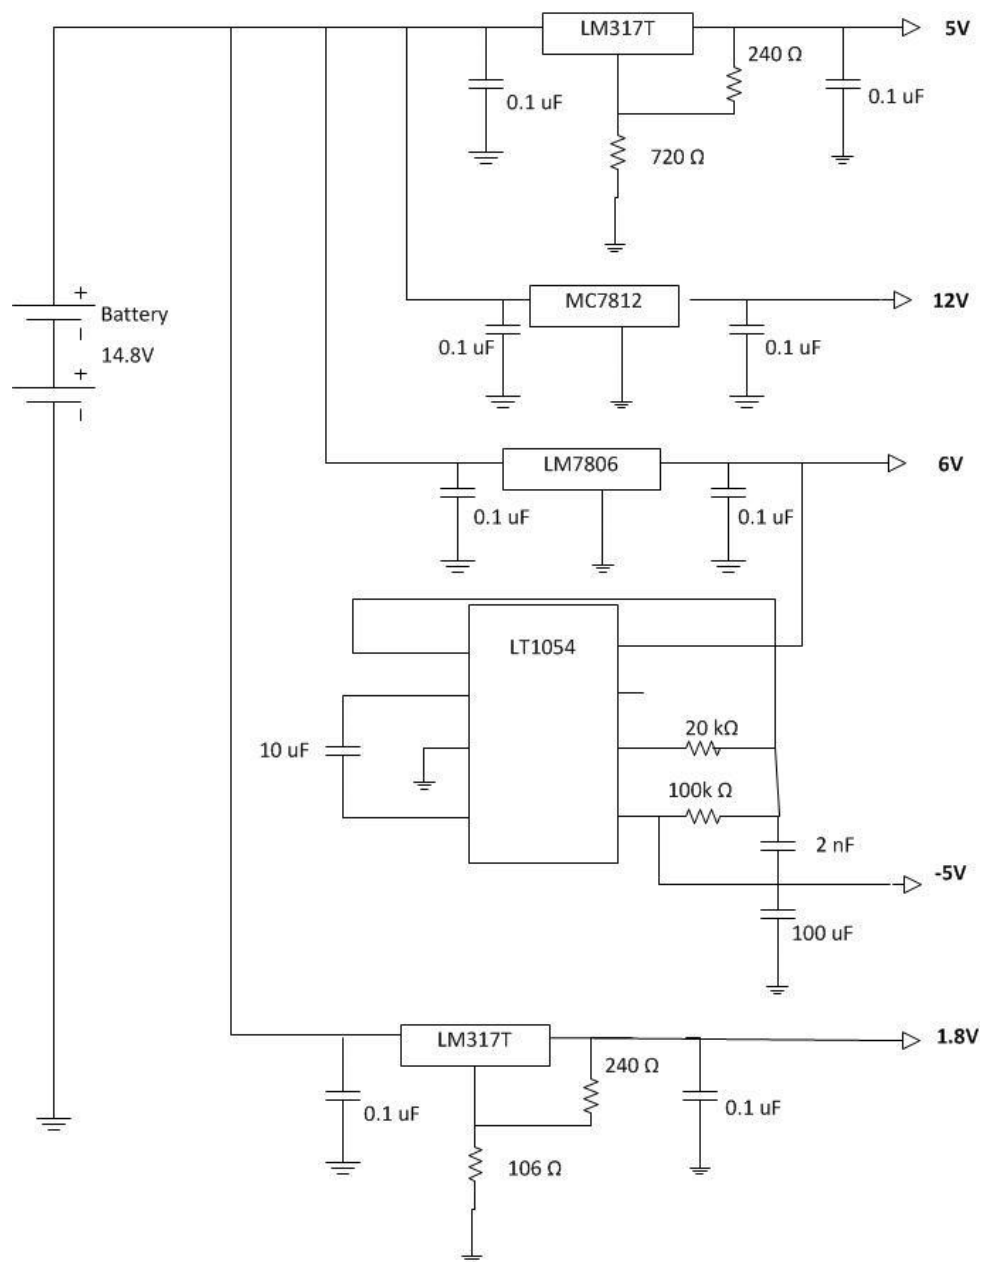 LM317T
5V
240 Ω
0.1 uF
0.1 uF
720 Ω
+
Battery
14.8V
+
MC7812
12V
0.1 uF
0.1 uF
LM7806
6V
0.1 uF
0.1 uF
LT1054
20 kΩ
10 uF
100k Ω
2 nF
-5V
100 uF
LM317T
1.8V
240 Ω
0.1 uF
0.1 uF
106 Ω